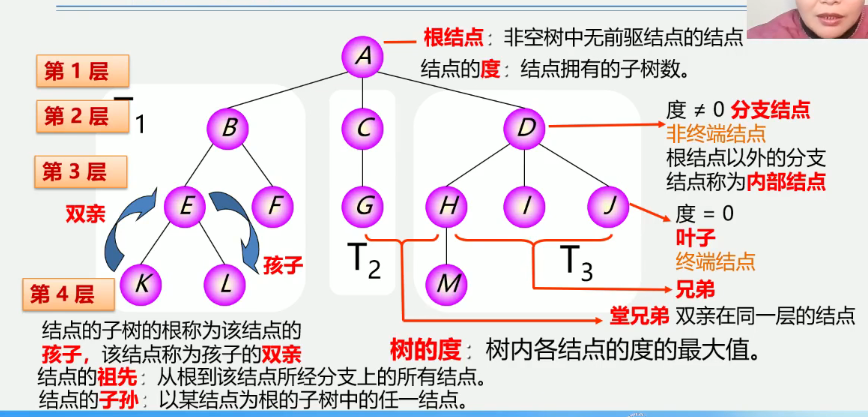 根结点：非空树中无前驱结点的结点
A
第 1 层
结点的度：结点拥有的子树数。
第 2 层
T1
B
C
D
度 ≠ 0 分支结点
非终端结点
根结点以外的分支
结点称为内部结点
第 3 层
双亲
E
F
G
H
I
J
度 = 0
叶子
终端结点
孩子
T2
T3
第 4 层
K
L
M
兄弟
堂兄弟 双亲在同一层的结点
结点的子树的根称为该结点的
孩子，该结点称为孩子的双亲
树的度：树内各结点的度的最大值。
结点的祖先：从根到该结点所经分支上的所有结点。
结点的子孙：以某结点为根的子树中的任一结点。